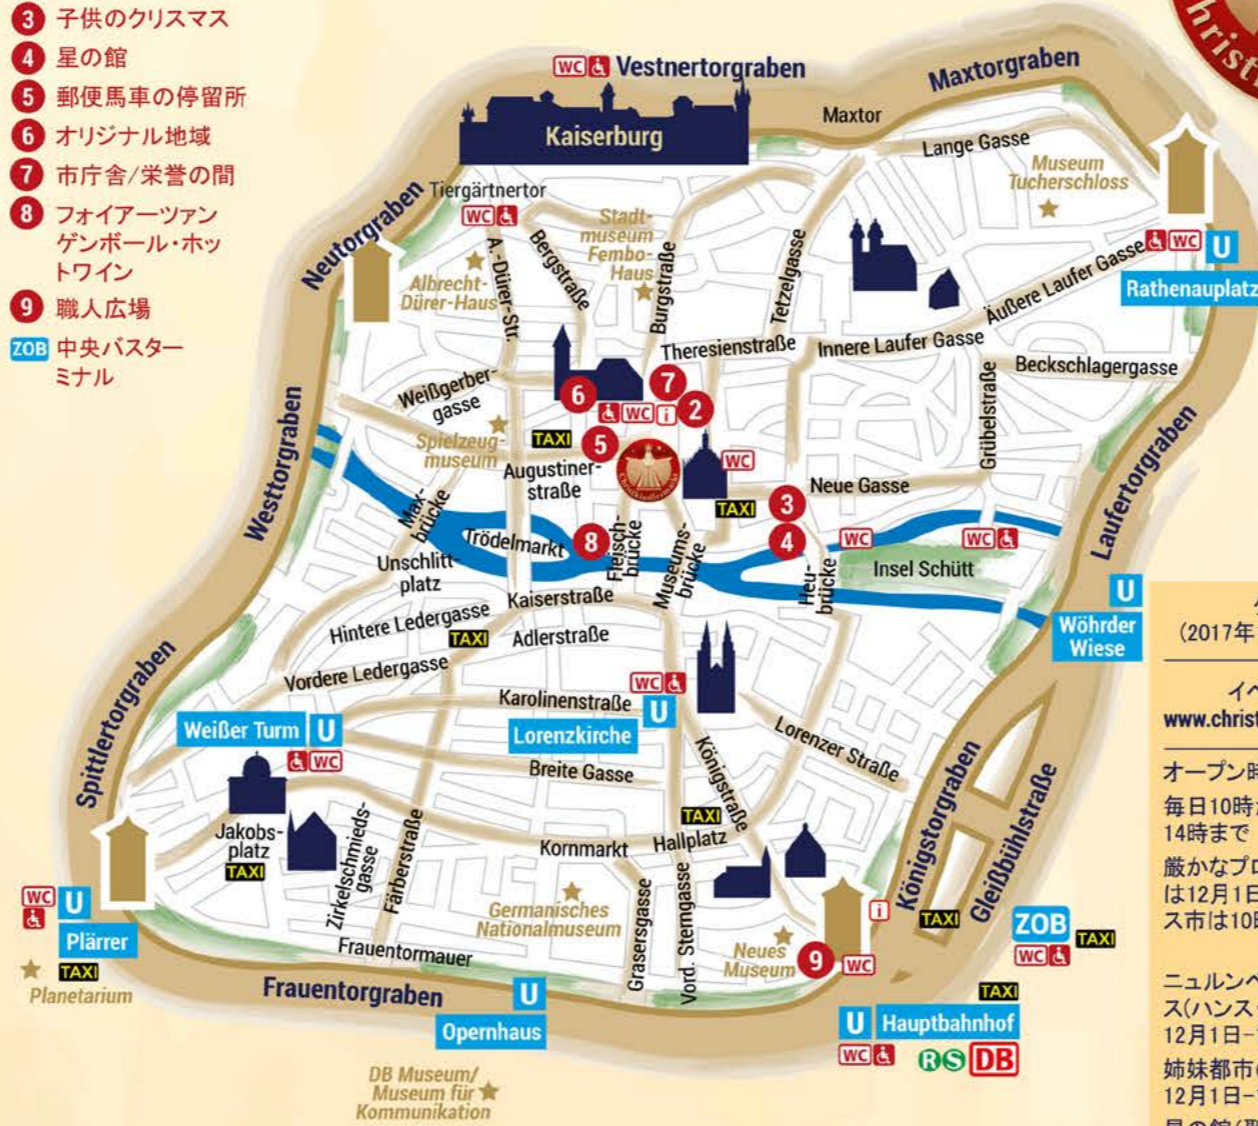 3 子供のクリスマス
4 星の館
5 郵便馬車の停留所
6 オリジナル地域
7 市庁舎/栄誉の間
8 フォイアーツァン
ゲンボール・ホッ
トワイン
9 職人広場
ZOB 中央バスター
ミナル
WC Vestnertorgraben
Maxtorgraben
Kaiserburg
Maxtor
Lange Gasse
Museum
Tucherschloss
Neutorgraben
Tiergärtnertor
WC
Stadt-
museum
Fembo-
Haus
A.-Dürer-Str.
Bergstraße
Burgstraße
Tetzelgasse
Albrecht-
Dürer-Haus
Äußere Laufer Gasse
WC U
Rathenauplatz
Theresienstraße
Innere Laufer Gasse
Beckschlagergasse
Weißgerber-
gasse
6
7
WC i
2
Grübelstraße
Westtorgraben
Spielzeug-
museum
TAXI
5
Christkindlesmarkt
WC
Augustiner-
straße
TAXI
3
Neue Gasse
Laufertorgraben
Max-
brücke
Trödelmarkt
8
Fleisch-
brücke
Museums-
brücke
4
WC
WC
Heu-
brücke
Insel Schütt
Unschlitt-
platz
Kaiserstraße
U
Wöhrder
Wiese
Hintere Ledergasse
TAXI
Adlerstraße
Vordere Ledergasse
WC
Karolinenstraße
U
Lorenzkirche
Spittlertorgraben
Weißer Turm U
WC
Lorenzer Straße
Breite Gasse
Königstraße
Königstorgraben
Gleißbühlstraße
Jakobs-
platz
TAXI
Zirkelschmieds-
gasse
Färberstraße
Kornmarkt
TAXI
Hallplatz
WC U
Plärrer
TAXI
Planetarium
Germanisches
Nationalmuseum
Grasersgasse
Vord. Sterngasse
Neues
Museum
9
WC
i
TAXI
ZOB
TAXI
WC
Frauentormauer
Frauentorgraben
U
Opernhaus
TAXI
U Hauptbahnhof
WC R S DB
DB Museum/
Museum für
Kommunikation
(2017年
www.christ
オープン時
毎日10時
14時まで
厳かなプロ
は12月1日
ス市は10時
ニュルンベ
ス(ハンス
12月1日-
姉妹都市
12月1日-